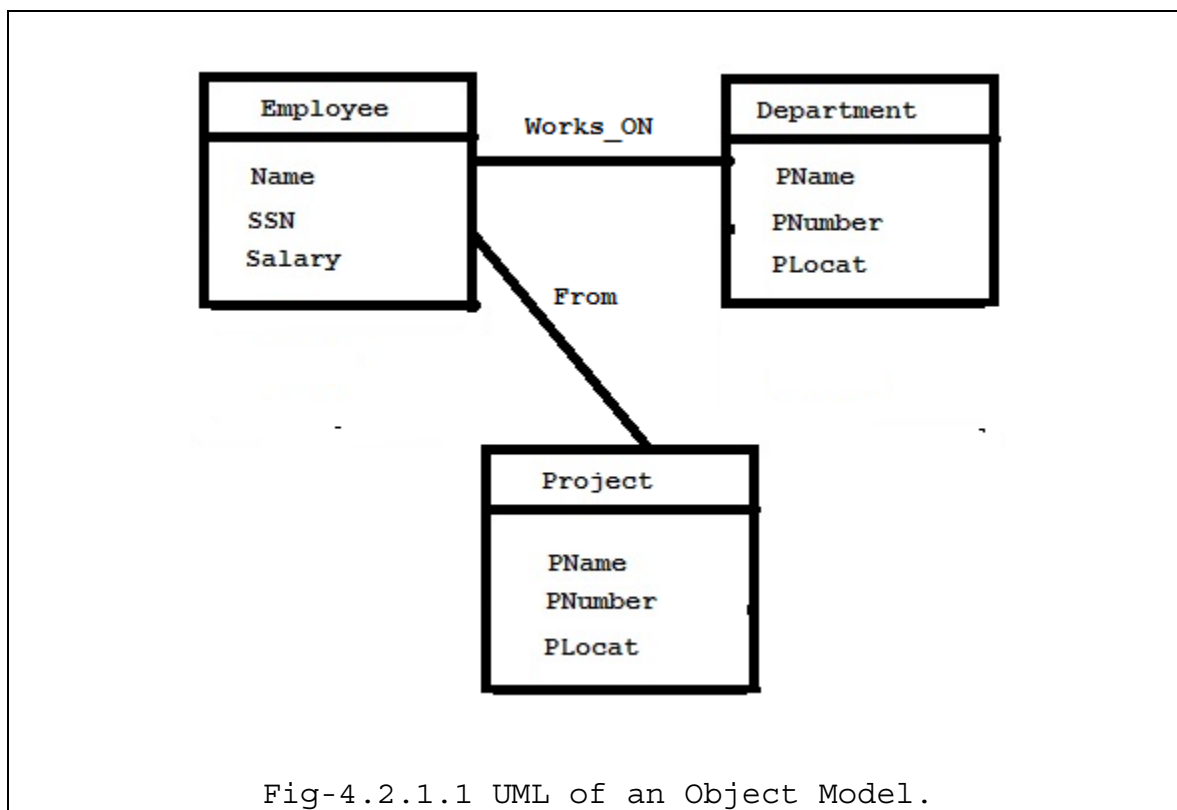 Employee
Name
SSN
Salary
Works_ON
Department
PName
PNumber
PLocat
From
Project
PName
PNumber
PLocat
Fig-4.2.1.1 UML of an Object Model.